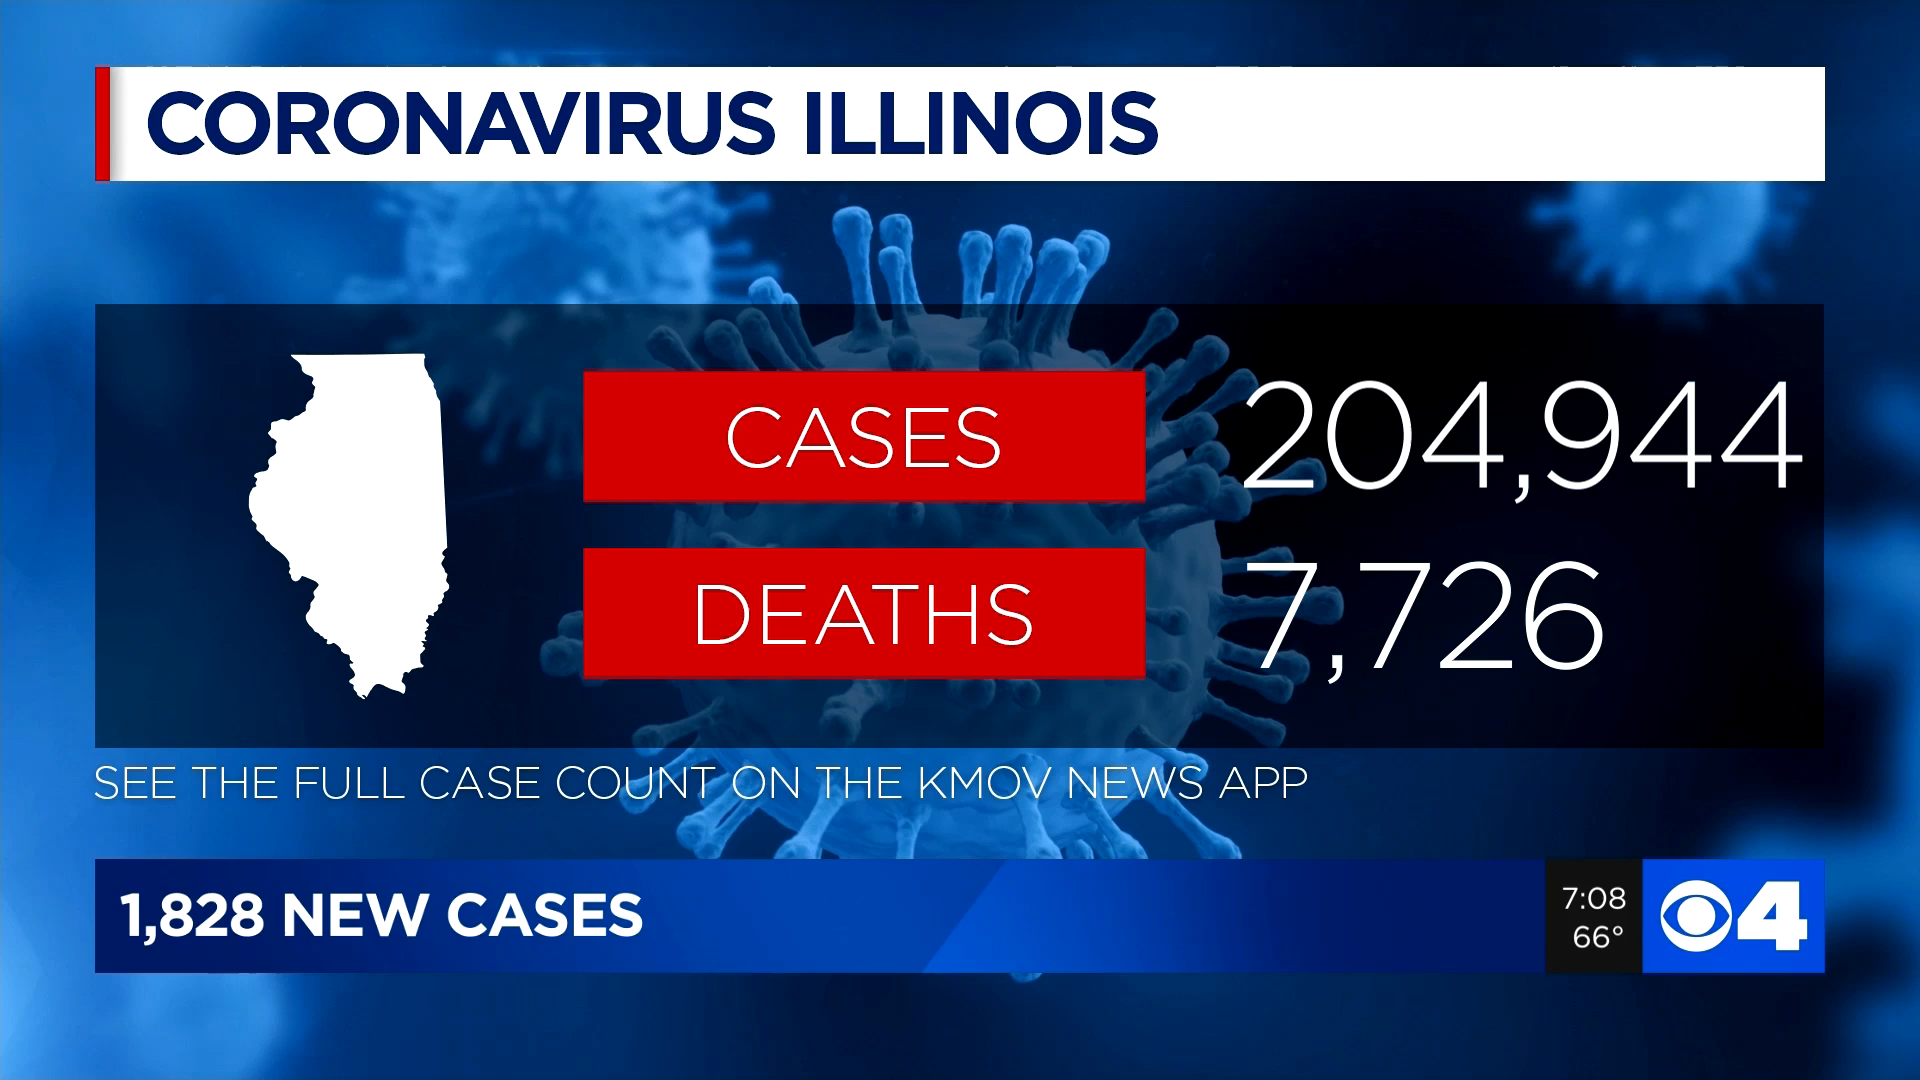 CORONAVIRUS ILLINOIS
CASES 204,944
DEATHS 7,726
SEE THE FULL CASE COUNT ON THE KMOV NEWS APP
1,828 NEW CASES
7:08
66°
4